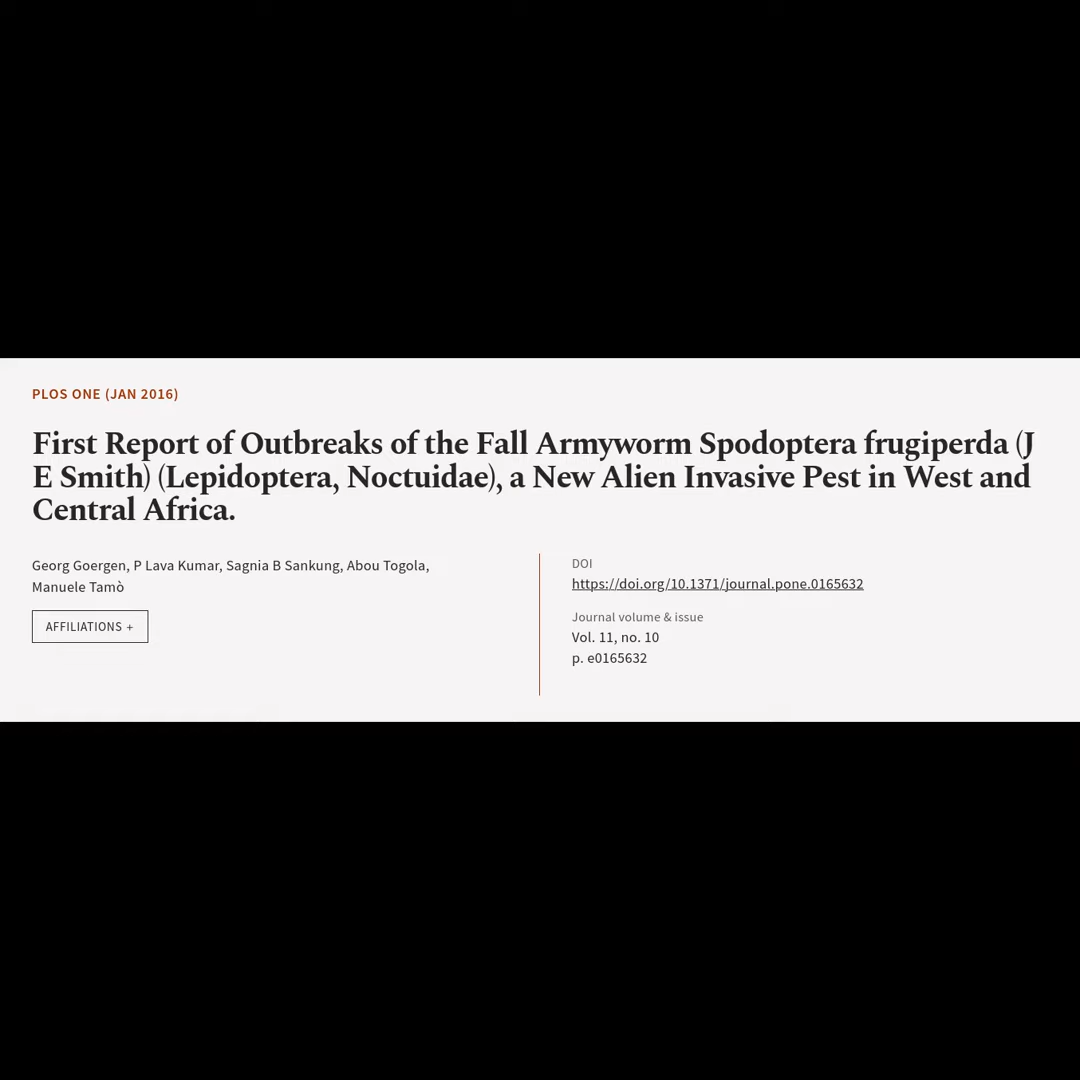 PLOS ONE (JAN 2016)
First Report of Outbreaks of the Fall Armyworm Spodoptera frugiperda (J
E Smith) (Lepidoptera, Noctuidae), a New Alien Invasive Pest in West and
Central Africa.
Georg Goergen, P Lava Kumar, Sagnia B Sankung, Abou Togola,
Manuele Tamò
AFFILIATIONS +
DOI
https://doi.org/10.1371/journal.pone.0165632
Journal volume & issue
Vol. 11, no. 10
p. e0165632